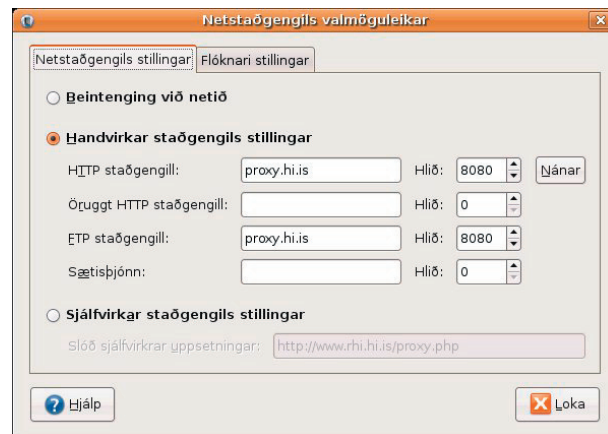 Netstaðgengils valmöguleikar
Netstaðgengils stillingar Flóknari stillingar
Beintenging við netið
Handvirkar staðgengils stillingar
HTTP staðgengill: proxy.hi.is Hlið: 8080 Nánar
Öruggt HTTP staðgengill: Hlið: 0
FTP staðgengill: proxy.hi.is Hlið: 8080
Sætisþjónn: Hlið: 0
Sjálfvirkar staðgengils stillingar
Slóð sjálfvirkrar uppsetningar: http://www.rhi.hi.is/proxy.php
Hjálp Loka